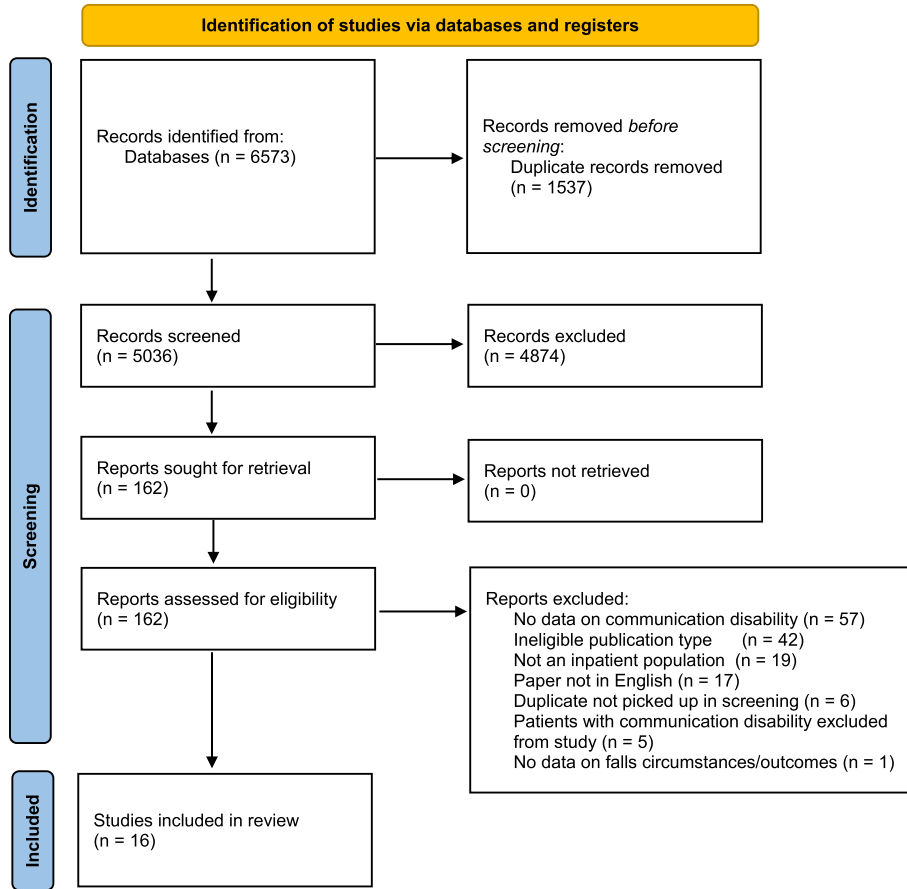 Identification of studies via databases and registers
Identification
Records identified from:
Databases (n = 6573)
Records removed before
screening:
Duplicate records removed
(n = 1537)
Screening
Records screened
(n = 5036)
Records excluded
(n = 4874)
Reports sought for retrieval
(n = 162)
Reports not retrieved
(n = 0)
Reports assessed for eligibility
(n = 162)
Reports excluded:
No data on communication disability (n = 57)
Ineligible publication type (n = 42)
Not an inpatient population (n = 19)
Paper not in English (n = 17)
Duplicate not picked up in screening (n = 6)
Patients with communication disability excluded
from study (n = 5)
No data on falls circumstances/outcomes (n = 1)
Included
Studies included in review
(n = 16)